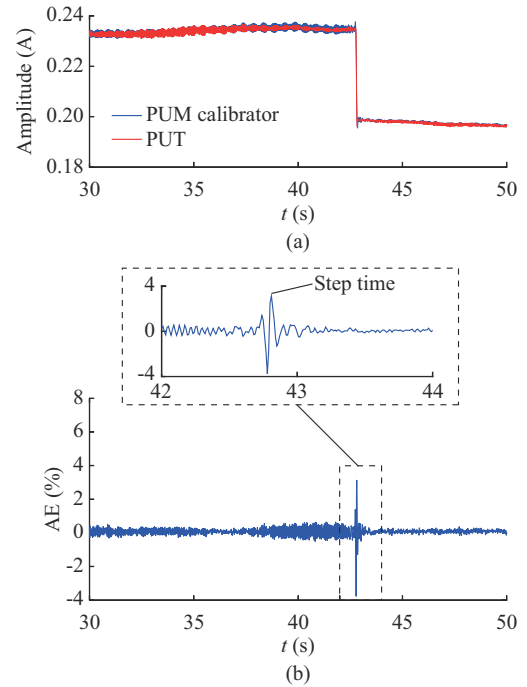 0.24
0.22
0.20
0.18
Amplitude (A)
PUM calibrator
PUT
30 35 40 45 50
t (s)
(a)
4
0
-4
Step time
42 43 44
8
6
4
2
0
-2
-4
AE (%)
30 35 40 45 50
t (s)
(b)